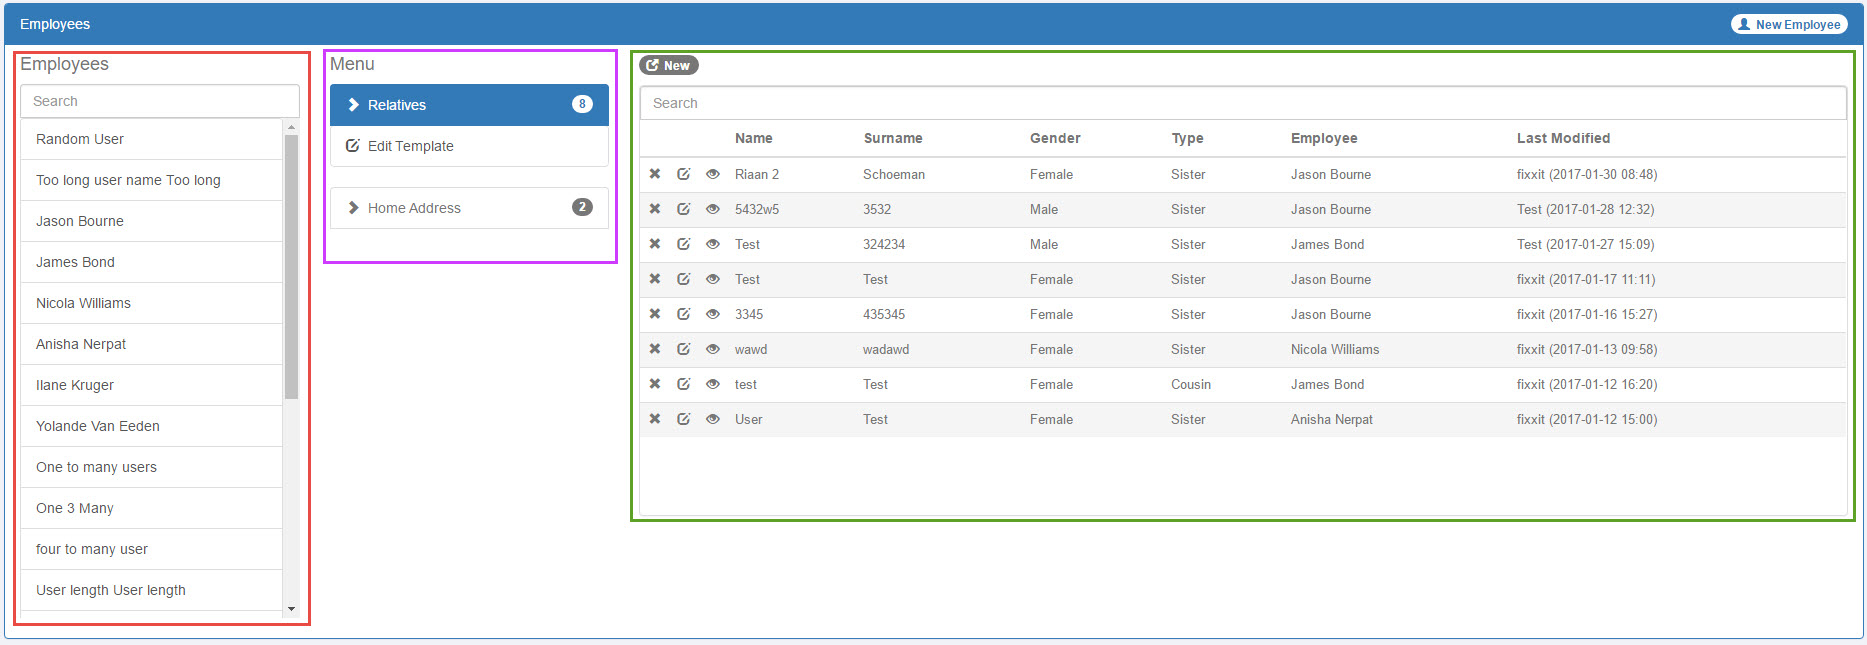 Employees
New Employee
Employees
Search
Random User
Too long user name Too long
Jason Bourne
James Bond
Nicola Williams
Anisha Nerpat
Ilane Kruger
Yolande Van Eeden
One to many users
One 3 Many
four to many user
User length User length
Menu
Relatives 8
Edit Template
Home Address 2
New
Search
Name Surname Gender Type Employee Last Modified
Riaan 2 Schoeman Female Sister Jason Bourne fixxit (2017-01-30 08:48)
5432w5 3532 Male Sister Jason Bourne Test (2017-01-28 12:32)
Test 324234 Male Sister James Bond Test (2017-01-27 15:09)
Test Test Female Sister Jason Bourne fixxit (2017-01-17 11:11)
3345 435345 Female Sister Jason Bourne fixxit (2017-01-16 15:27)
wawd wadawd Female Sister Nicola Williams fixxit (2017-01-13 09:58)
test Test Female Cousin James Bond fixxit (2017-01-12 16:20)
User Test Female Sister Anisha Nerpat fixxit (2017-01-12 15:00)